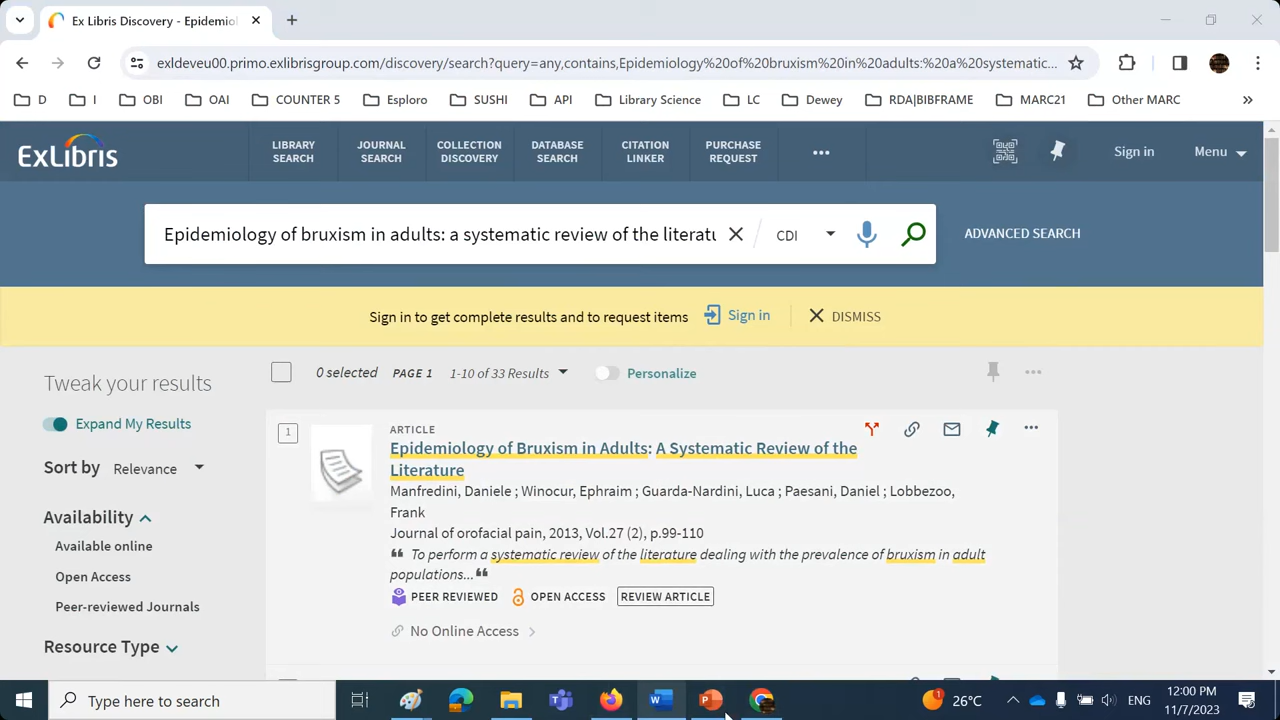 Ex Libris Discovery - Epidemiol
exldeveu00.primo.exlibrisgroup.com/discovery/search?query=any,contains,Epidemiology%20of%20bruxism%20in%20adults:%20a%20systematic...
D I OBI OAI COUNTER 5 Esploro SUSHI API Library Science LC Dewey RDA|BIBFRAME MARC21 Other MARC »
ExLibris
LIBRARY SEARCH
JOURNAL SEARCH
COLLECTION DISCOVERY
DATABASE SEARCH
CITATION LINKER
PURCHASE REQUEST
Sign in Menu
Epidemiology of bruxism in adults: a systematic review of the literatu
CDI
ADVANCED SEARCH
Sign in to get complete results and to request items Sign in DISMISS
Tweak your results
0 selected PAGE 1 1-10 of 33 Results Personalize
Expand My Results
Sort by Relevance
Availability
Available online
Open Access
Peer-reviewed Journals
Resource Type
1
ARTICLE
Epidemiology of Bruxism in Adults: A Systematic Review of the
Literature
Manfredini, Daniele ; Winocur, Ephraim ; Guarda-Nardini, Luca ; Paesani, Daniel ; Lobbezoo,
Frank
Journal of orofacial pain, 2013, Vol.27 (2), p.99-110
❝ To perform a systematic review of the literature dealing with the prevalence of bruxism in adult
populations...❞
PEER REVIEWED OPEN ACCESS REVIEW ARTICLE
No Online Access
Type here to search
1 26°C ENG 12:00 PM
11/7/2023